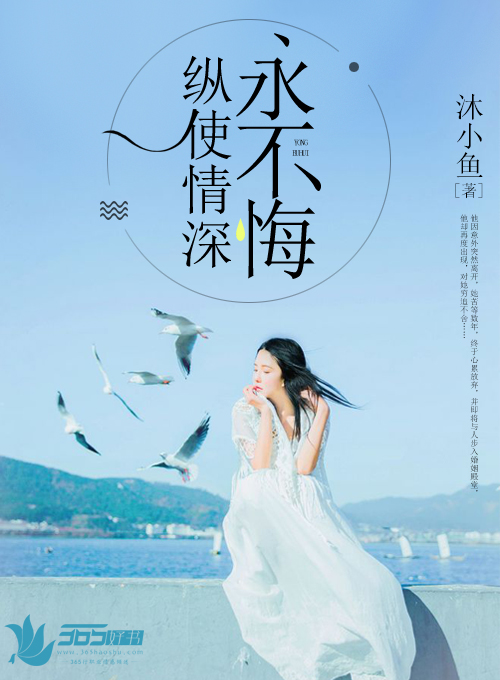 永不悔
YONG
BUHUI
纵使情深
沐小鱼
[著]
他因意外突然离开，她苦等数年，终于心累放弃，并即将与人步入婚姻殿堂，
他却再度出现，对她穷追不舍……
365好书
www.365haoshu.com